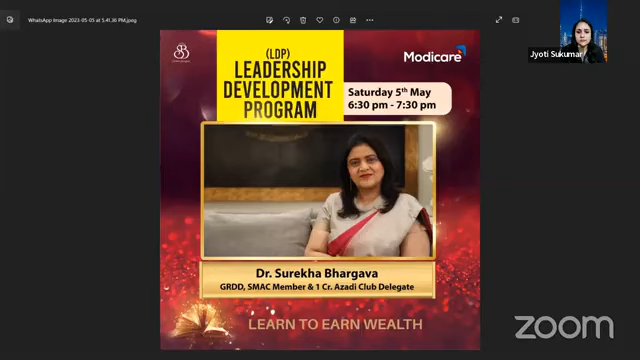 WhatsApp Image 2023-05-05 at 5.41.36 PM.jpeg
Jyoti Sukumar
(LDP)
LEADERSHIP
DEVELOPMENT
PROGRAM
Modicare
Saturday 5th May
6:30 pm - 7:30 pm
Dr. Surekha Bhargava
GRDD, SMAC Member & 1 Cr. Azadi Club Delegate
LEARN TO EARN WEALTH
zoom